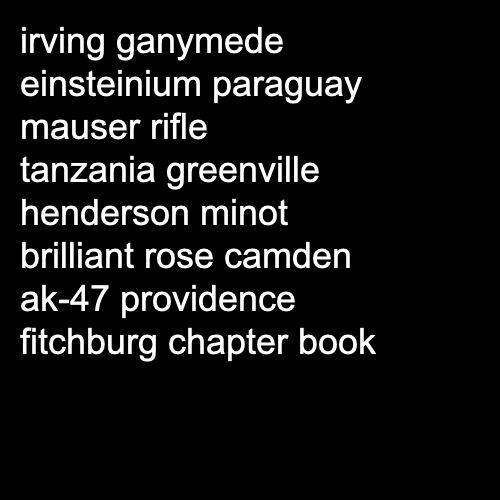 irving ganymede
einsteinium paraguay
mauser rifle
tanzania greenville
henderson minot
brilliant rose camden
ak-47 providence
fitchburg chapter book